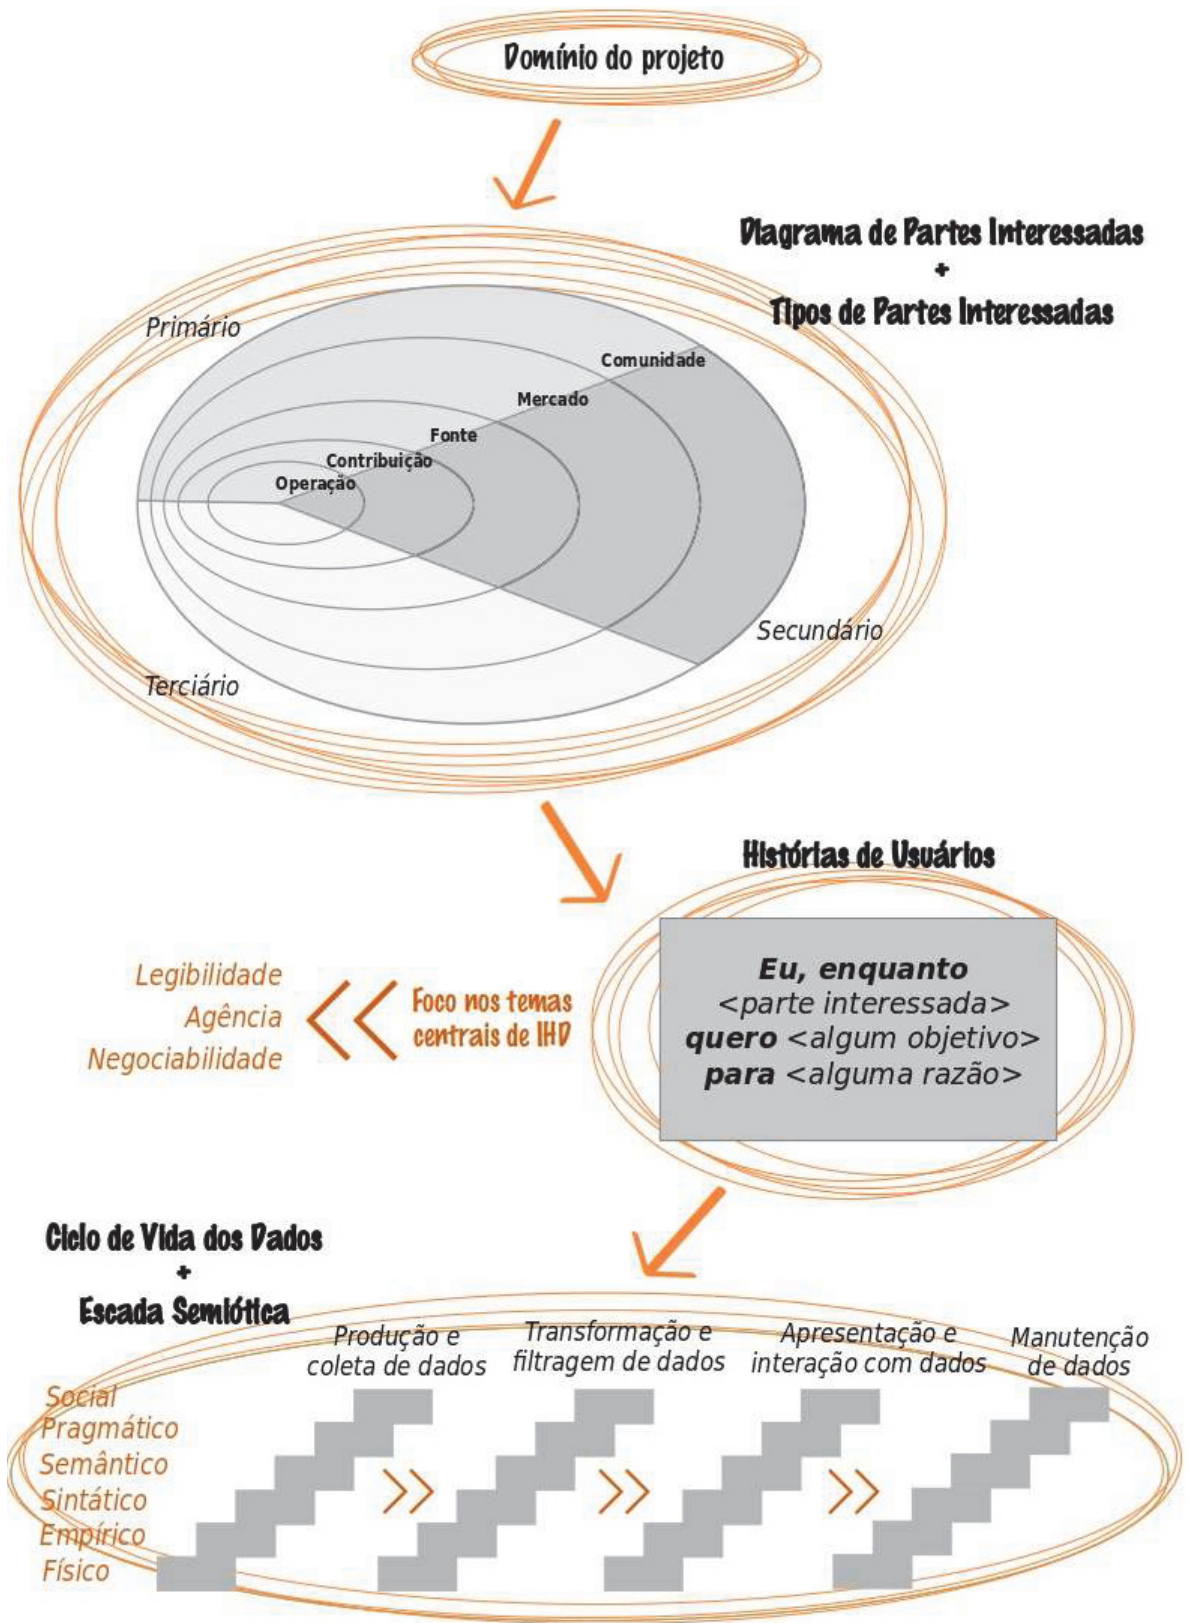 Domínio do projeto
Diagrama de Partes Interessadas
+
Tipos de Partes Interessadas
Primário
Comunidade
Mercado
Fonte
Contribuição
Operação
Secundário
Terciário
Histórias de Usuários
Eu, enquanto
<parte interessada>
quero <algum objetivo>
para <alguma razão>
Foco nos temas
centrais de IHD
Legibilidade
Agência
Negociabilidade
Ciclo de Vida dos Dados
+
Escada Semiótica
Produção e
coleta de dados
Transformação e
filtragem de dados
Apresentação e
interação com dados
Manutenção
de dados
Social
Pragmático
Semântico
Sintático
Empírico
Físico